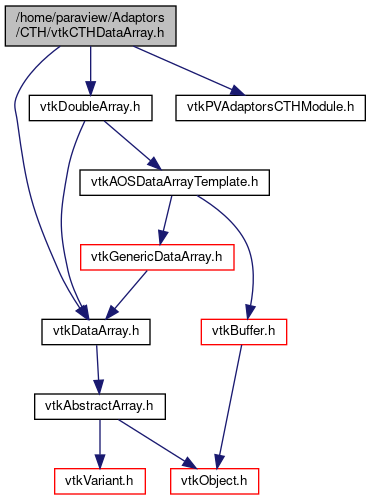 /home/paraview/Adaptors
/CTH/vtkCTHDataArray.h
vtkDoubleArray.h
vtkPVAdaptorsCTHModule.h
vtkAOSDataArrayTemplate.h
vtkGenericDataArray.h
vtkDataArray.h
vtkBuffer.h
vtkAbstractArray.h
vtkVariant.h
vtkObject.h